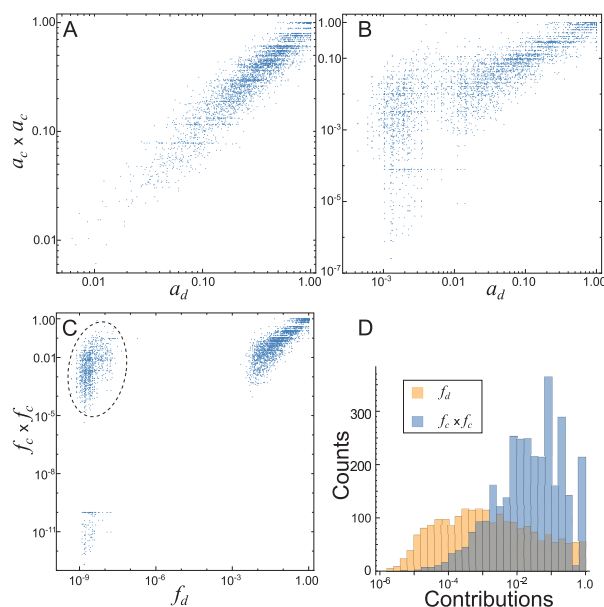 A
1.00
0.10
0.01
a_c x a_c
0.01 0.10 1.00
a_d
B
1.00
0.10
10^-3
10^-5
10^-7
10^-3 0.01 0.10 1.00
a_d
C
1.00
0.01
10^-5
10^-8
10^-11
f_c x f_c
10^-9 10^-6 10^-3 1.00
f_d
D
f_d
f_c x f_c
300
200
100
0
Counts
10^-6 10^-4 10^-2 1.0
Contributions